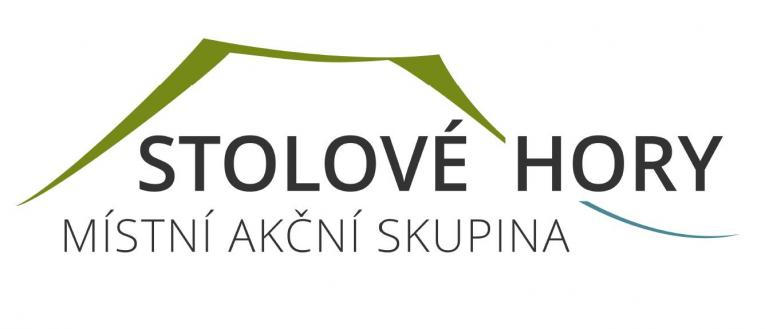 STOLOVÉ HORY
MÍSTNÍ AKČNÍ SKUPINA